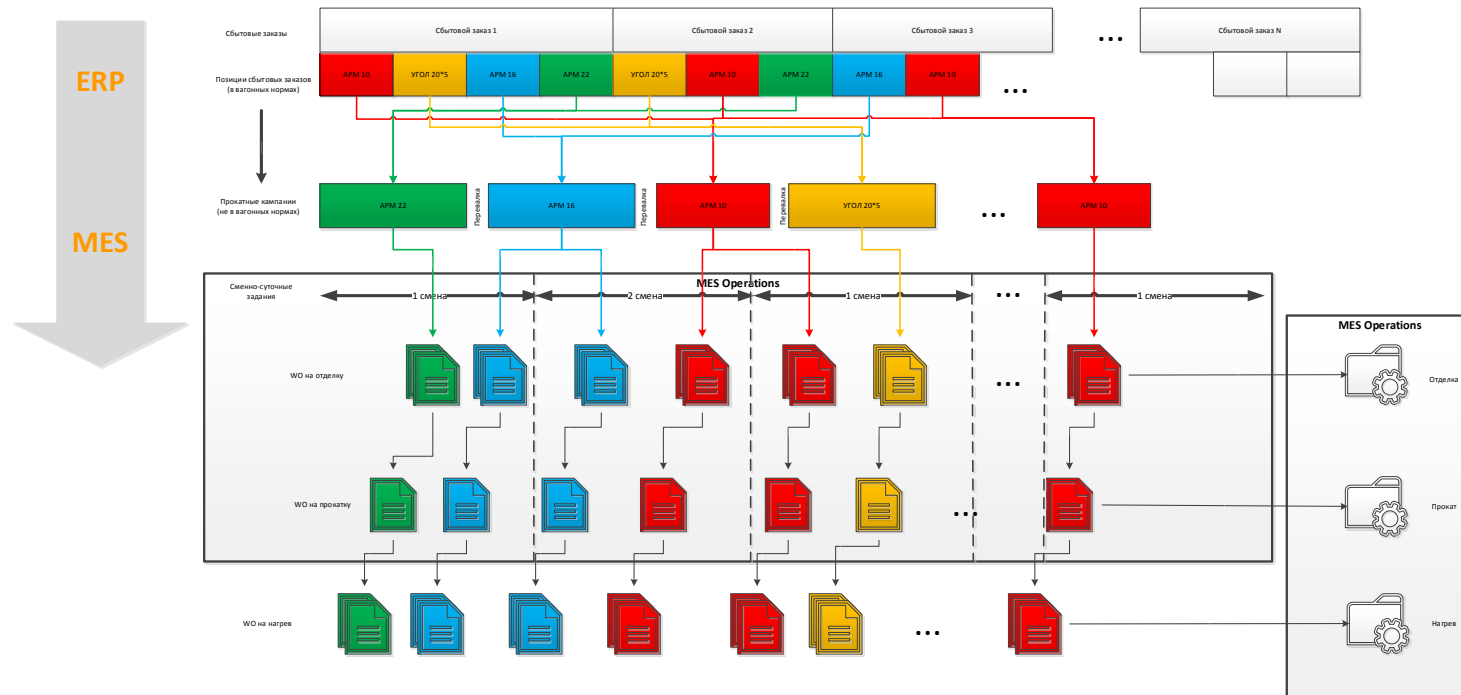 Сбытовые заказы
Сбытовой заказ 1
Сбытовой заказ 2
Сбытовой заказ 3
...
Сбытовой заказ N
ERP
Позиции сбытовых заказов
(в вагонных нормах)
АРМ 10
УГОЛ 20*5
АРМ 16
АРМ 22
УГОЛ 20*5
АРМ 10
АРМ 22
АРМ 16
АРМ 10
...
MES
Прокатные кампании
(не в вагонных нормах)
АРМ 22
Перевалка
АРМ 16
Перевалка
АРМ 10
Перевалка
УГОЛ 20*5
...
АРМ 10
MES Operations
Сменно-суточные
задания
1 смена
2 смена
1 смена
...
1 смена
MES Operations
WO на отделку
...
Отделка
WO на прокатку
...
Прокат
WO на нагрев
...
Нагрев